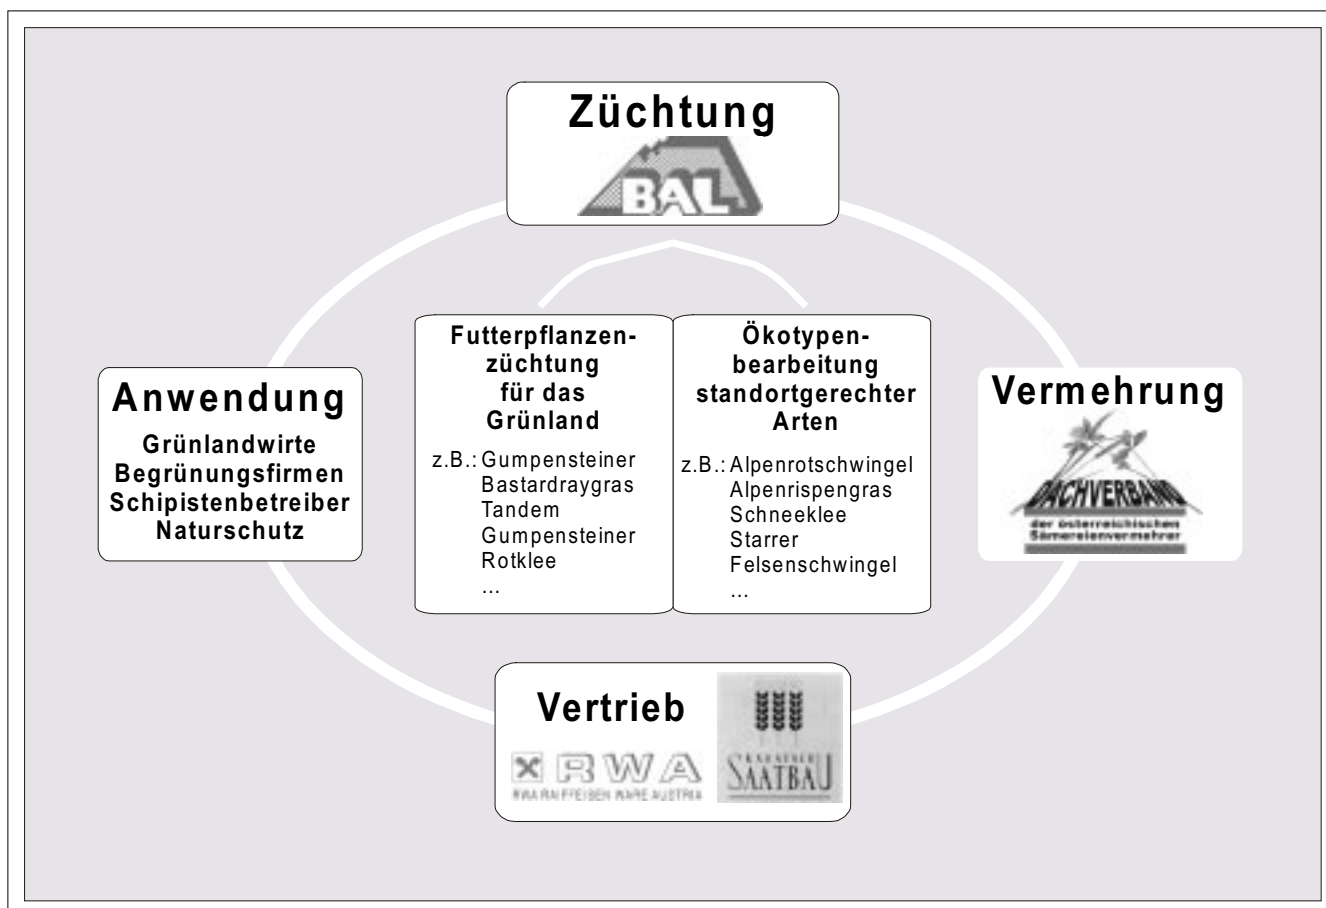 Züchtung
BAL
Futterpflanzen-
züchtung
für das
Grünland
z.B.: Gumpensteiner
Bastardraygras
Tandem
Gumpensteiner
Rotklee
...
Ökotypen-
bearbeitung
standortgerechter
Arten
z.B.: Alpenrotschwingel
Alpenrispengras
Schneeklee
Starrer
Felsenschwingel
...
Anwendung
Grünlandwirte
Begrünungsfirmen
Schipistenbetreiber
Naturschutz
Vermehrung
DACHVERBAND
der österreichischen
Sämereienvermehrer
Vertrieb
RWA
RWA RAIFFEISEN WARE AUSTRIA
KÄRNTNER
SAATBAU